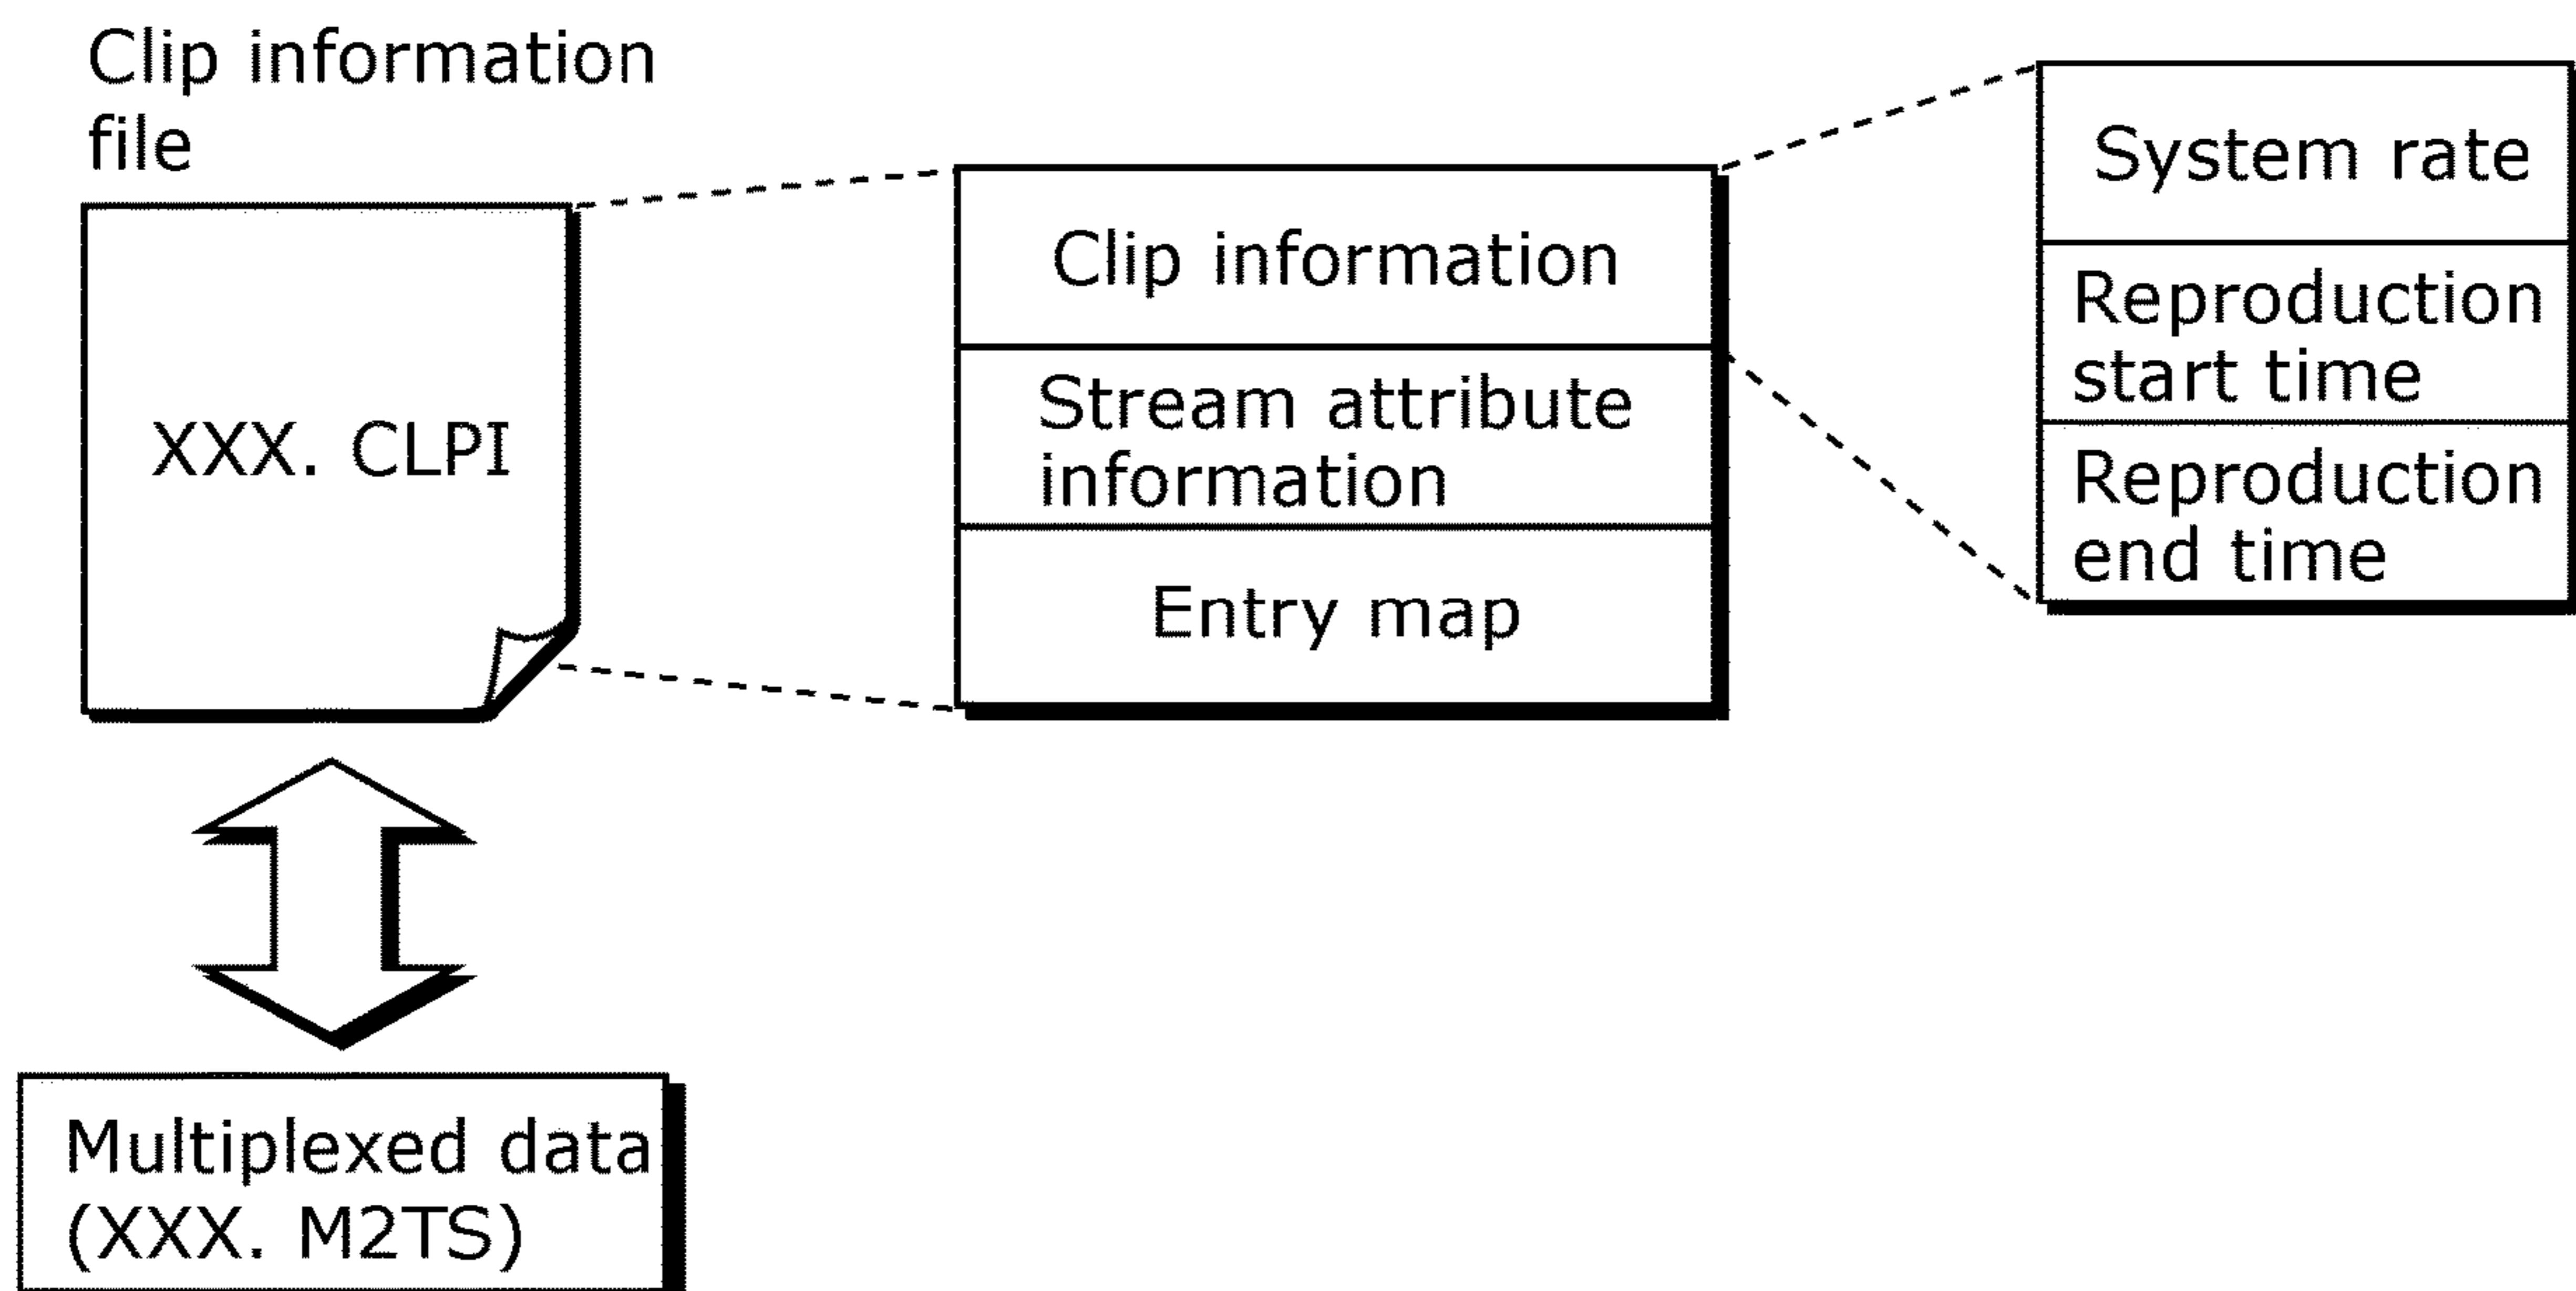 Clip information
file
XXX. CLPI
Clip information
Stream attribute
information
Entry map
System rate
Reproduction
start time
Reproduction
end time
Multiplexed data
(XXX. M2TS)